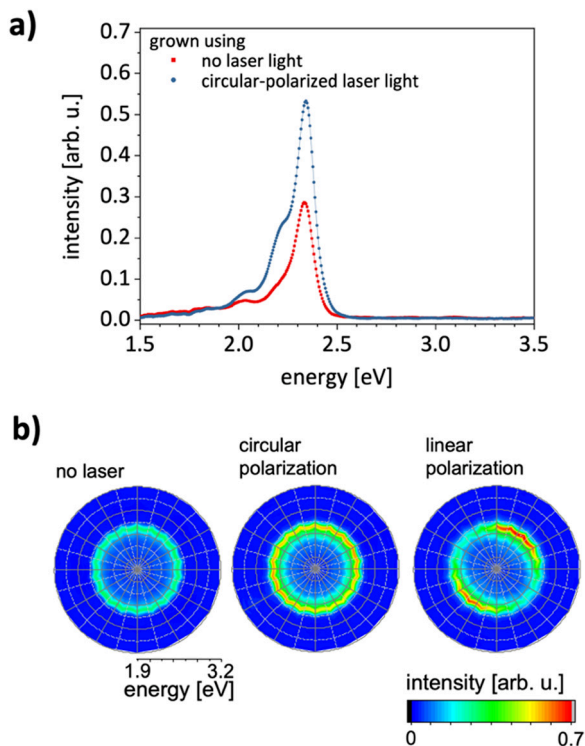 a)
0.7
0.6
0.5
0.4
0.3
0.2
0.1
0.0
intensity [arb. u.]
grown using
no laser light
circular-polarized laser light
1.5 2.0 2.5 3.0 3.5
energy [eV]
b)
no laser
circular
polarization
linear
polarization
1.9 3.2
energy [eV]
intensity [arb. u.]
0 0.7